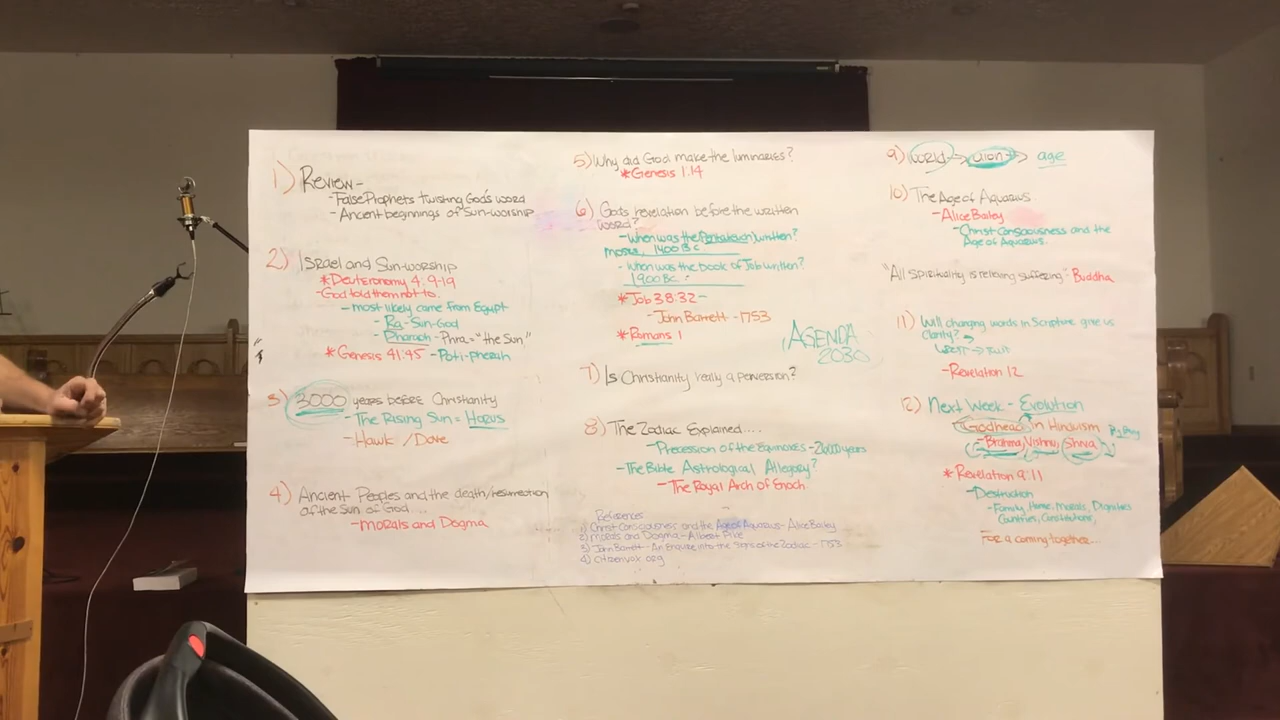 1) Review-
-False Prophets twisting God's word
-Ancient beginnings of Sun-worship
2) Israel and Sun-worship
*Deuteronomy 4:9-19
-God told them not to.
-most likely came from Egypt
-Ra-Sun-God
-Pharaoh-Phra="the Sun"
*Genesis 41:45-Poti-pherah
3) 3000 years before Christianity
-The Rising Sun = Horus
-Hawk/Dove
4) Ancient Peoples and the death/resurrection
of the Sun of God...
-Morals and Dogma
5) Why did God make the luminaries?
*Genesis 1:14
6) God's revelation before the written
word?
-When was the Pentateuch written?
Moses, 1400 BC
-When was the book of Job written?
1900 BC
*Job 38:32-
-John Barrett-1753
*Romans 1
AGENDA
2030
7) Is Christianity really a perversion?
8) The Zodiac Explained....
-Precession of the Equinoxes-26000 years
-The Bible Astrological Allegory?
-The Royal Arch of Enoch
References
1) Christ Consciousness and the Age of Aquarius-Alice Bailey
2) Morals and Dogma-Albert Pike
3) John Barrett-An Enquire into the Signs of the Zodiac-1753
4) citizenvox.org
9) world → aion → age
10) The Age of Aquarius
-Alice Bailey
-Christ Consciousness and the
Age of Aquarius.
"All spirituality is relieving suffering" Buddha
11) Will changing words in Scripture give us
clarity?
-Revelation 12
12) Next Week-Evolution
"Godhead" in Hinduism
-Brahma, Vishnu, Shiva
*Revelation 9:11
-Destruction
-Family, Home, Morals, Dignities
Countries, Constitutions,
For a coming together...